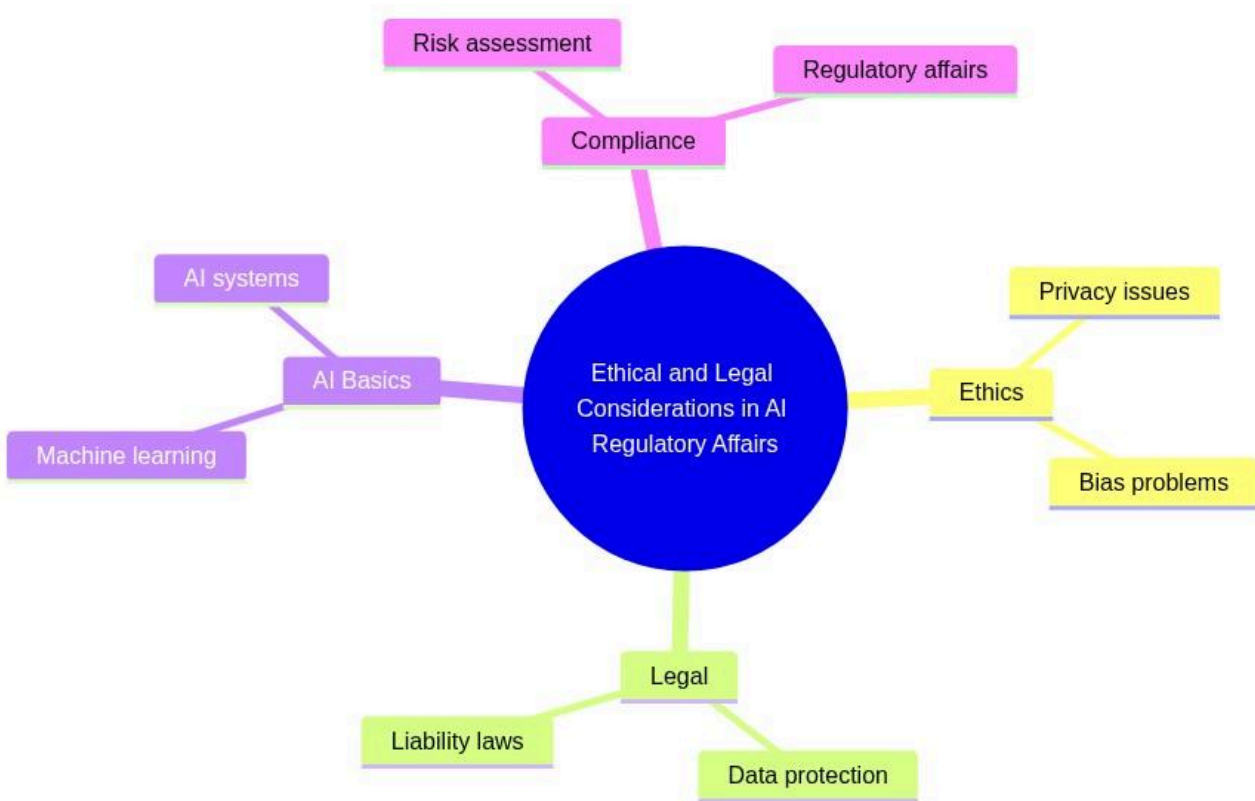 Risk assessment
Regulatory affairs
Compliance
AI systems
Privacy issues
AI Basics
Ethical and Legal
Considerations in AI
Regulatory Affairs
Ethics
Machine learning
Bias problems
Legal
Liability laws
Data protection